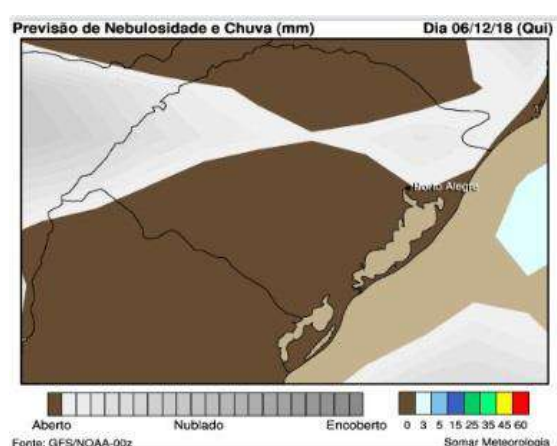 Previsão de Nebulosidade e Chuva (mm) Dia 06/12/18 (Qui)
Porto Alegre
Aberto Nublado Encoberto 0 3 5 15 25 35 45 60
Fonte: GFS/NOAA-00z Somar Meteorologia